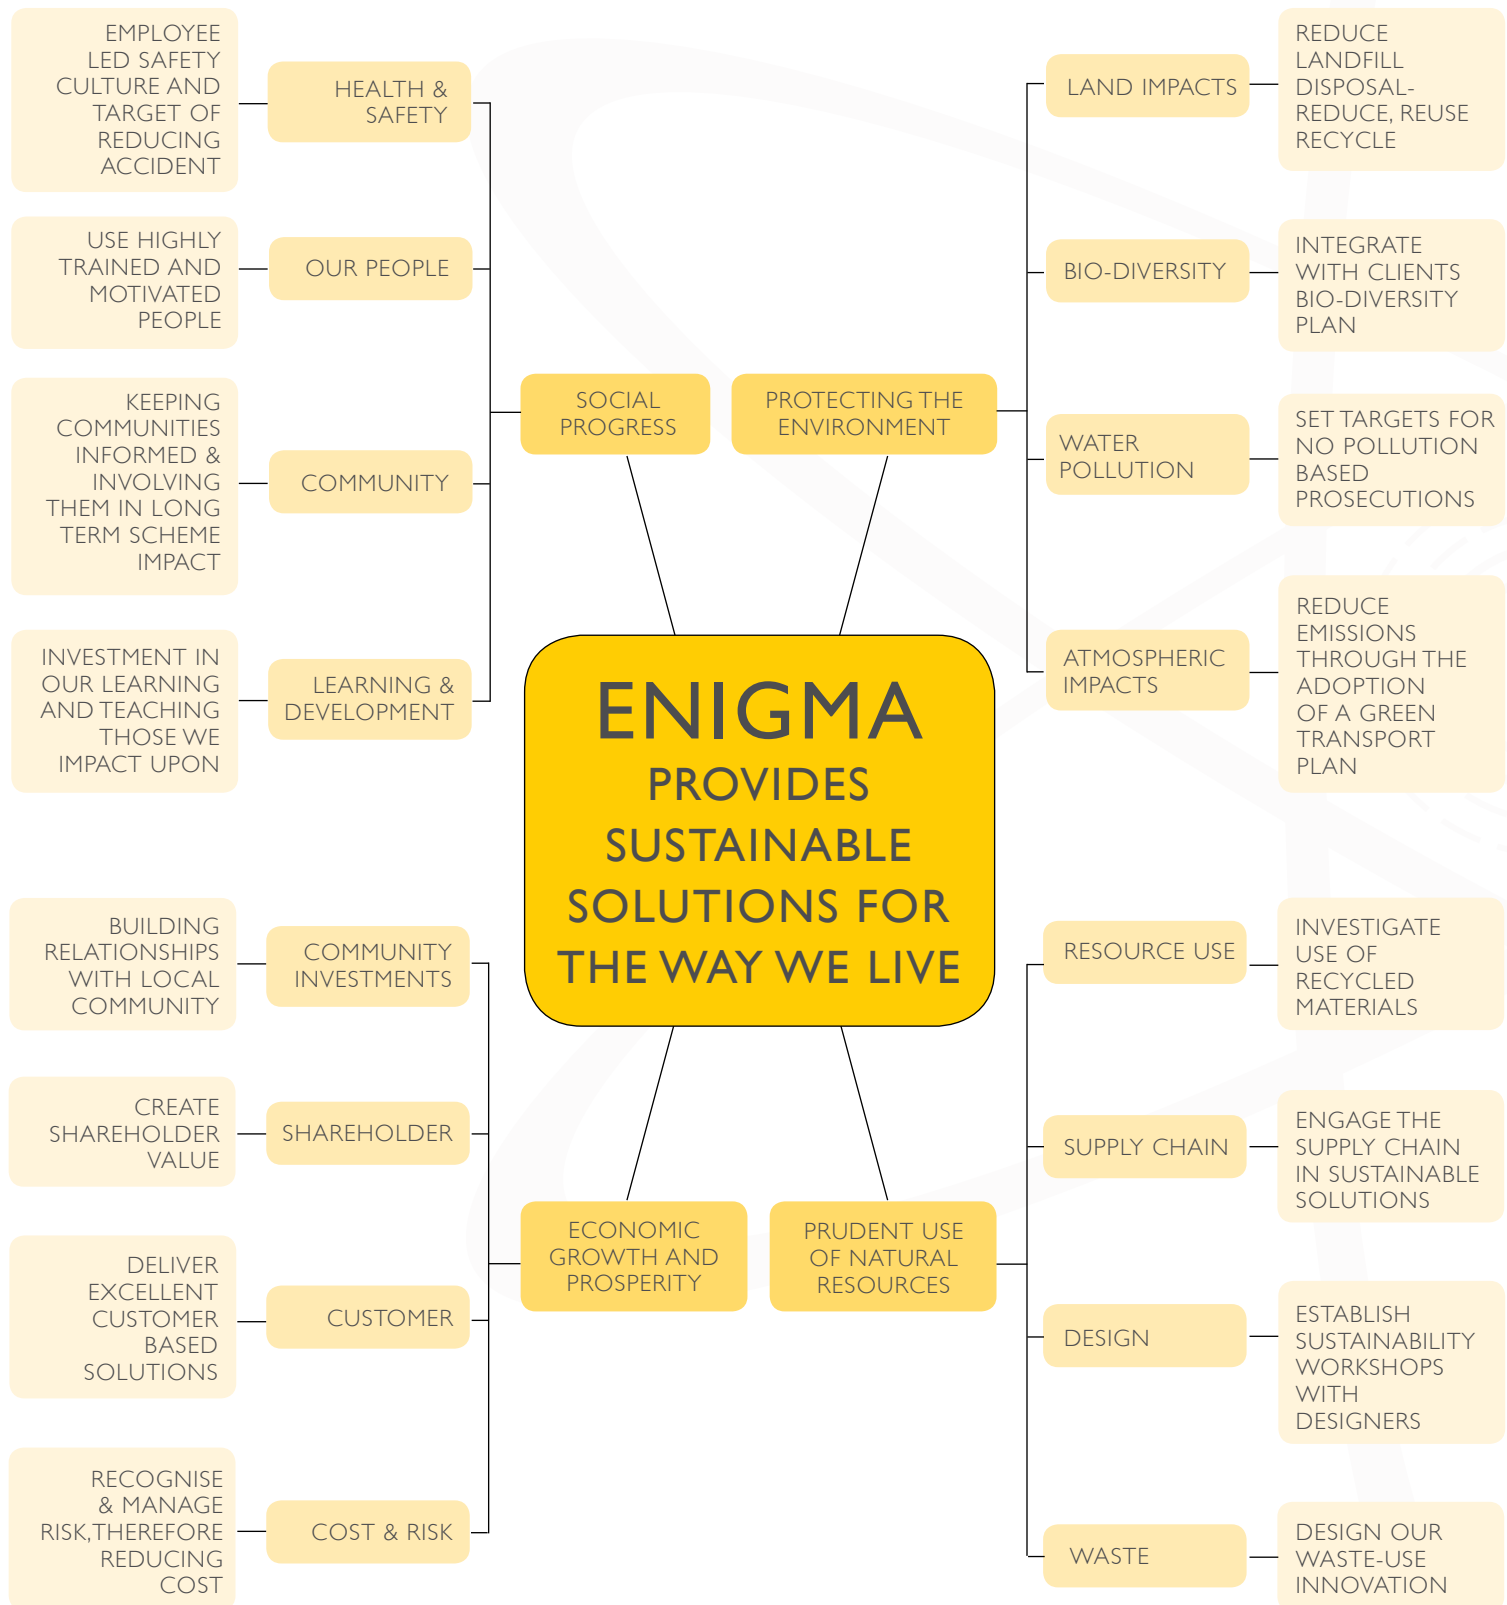 EMPLOYEE
LED SAFETY
CULTURE AND
TARGET OF
REDUCING
ACCIDENT
HEALTH &
SAFETY
USE HIGHLY
TRAINED AND
MOTIVATED
PEOPLE
OUR PEOPLE
KEEPING
COMMUNITIES
INFORMED &
INVOLVING
THEM IN LONG
TERM SCHEME
IMPACT
COMMUNITY
INVESTMENT IN
OUR LEARNING
AND TEACHING
THOSE WE
IMPACT UPON
LEARNING &
DEVELOPMENT
SOCIAL
PROGRESS
PROTECTING THE
ENVIRONMENT
LAND IMPACTS
REDUCE
LANDFILL
DISPOSAL-
REDUCE, REUSE
RECYCLE
BIO-DIVERSITY
INTEGRATE
WITH CLIENTS
BIO-DIVERSITY
PLAN
WATER
POLLUTION
SET TARGETS FOR
NO POLLUTION
BASED
PROSECUTIONS
ATMOSPHERIC
IMPACTS
REDUCE
EMISSIONS
THROUGH THE
ADOPTION
OF A GREEN
TRANSPORT
PLAN
ENIGMA
PROVIDES
SUSTAINABLE
SOLUTIONS FOR
THE WAY WE LIVE
BUILDING
RELATIONSHIPS
WITH LOCAL
COMMUNITY
COMMUNITY
INVESTMENTS
CREATE
SHAREHOLDER
VALUE
SHAREHOLDER
DELIVER
EXCELLENT
CUSTOMER
BASED
SOLUTIONS
CUSTOMER
RECOGNISE
& MANAGE
RISK,THEREFORE
REDUCING
COST
COST & RISK
ECONOMIC
GROWTH AND
PROSPERITY
PRUDENT USE
OF NATURAL
RESOURCES
RESOURCE USE
INVESTIGATE
USE OF
RECYCLED
MATERIALS
SUPPLY CHAIN
ENGAGE THE
SUPPLY CHAIN
IN SUSTAINABLE
SOLUTIONS
DESIGN
ESTABLISH
SUSTAINABILITY
WORKSHOPS
WITH
DESIGNERS
WASTE
DESIGN OUR
WASTE-USE
INNOVATION